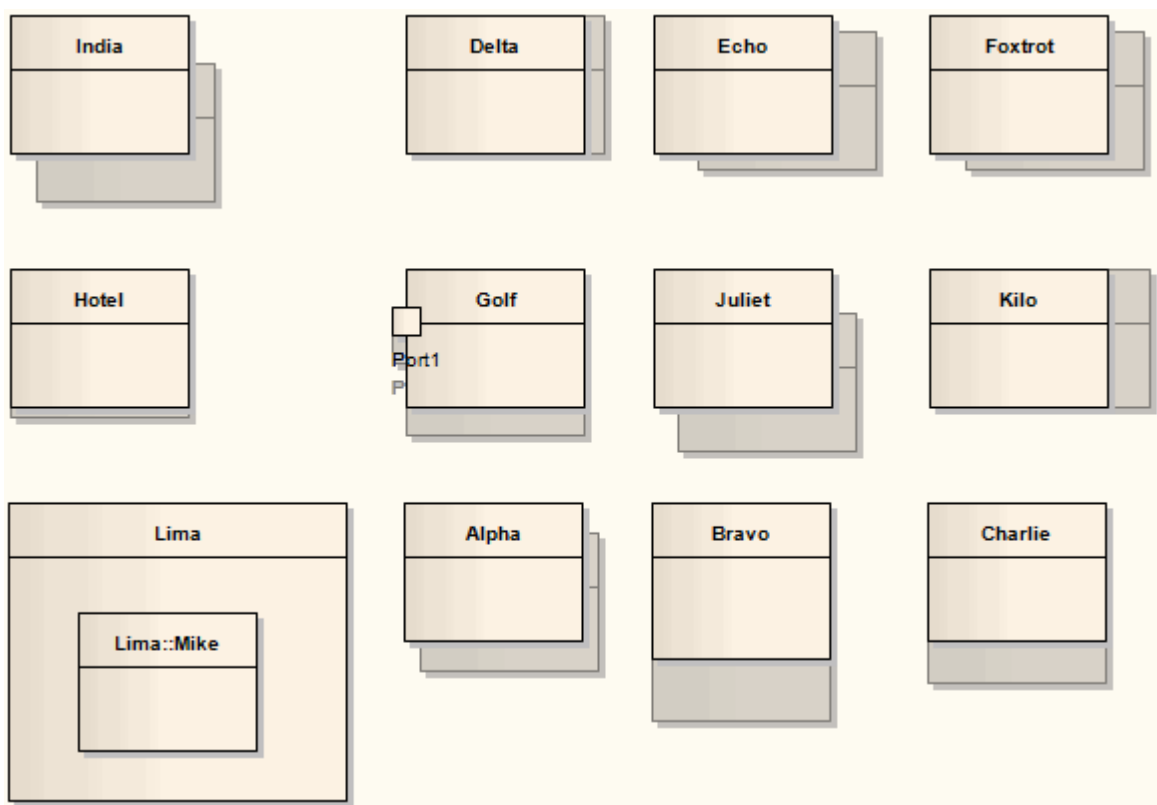 India
Delta
Echo
Foxtrot
Hotel
Golf
Juliet
Kilo
Port1
P
Lima
Alpha
Bravo
Charlie
Lima::Mike